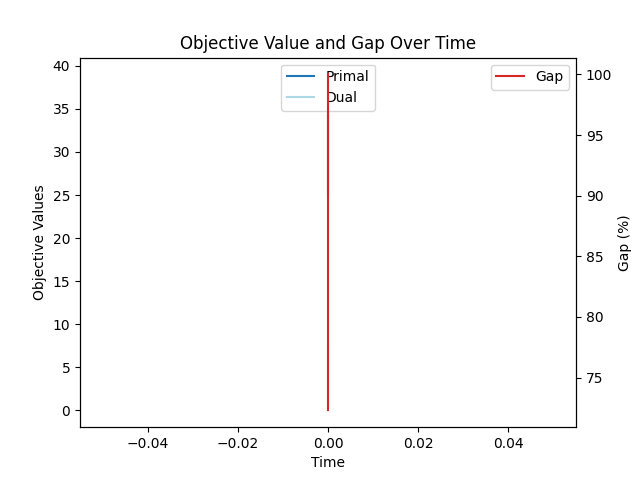 Objective Value and Gap Over Time
Primal
Dual
Gap
40
35
30
25
20
15
10
5
0
Objective Values
100
95
90
85
80
75
Gap (%)
−0.04
−0.02
0.00
0.02
0.04
Time